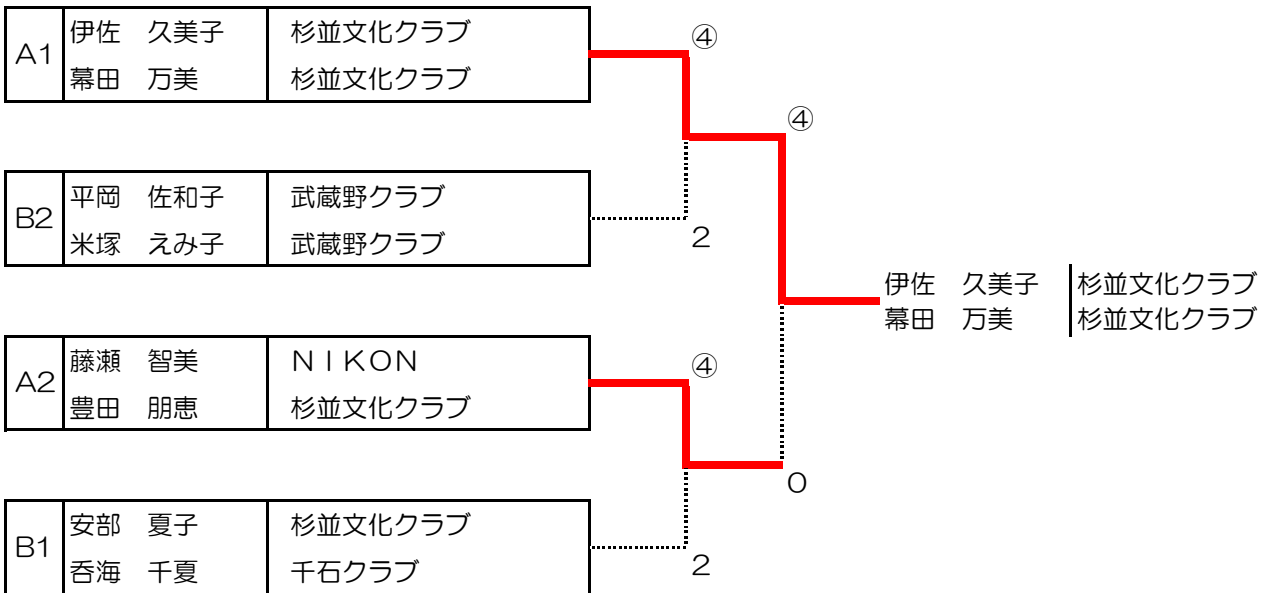 A1 伊佐　久美子 杉並文化クラブ
幕田　万美 杉並文化クラブ
④
④
B2 平岡　佐和子 武蔵野クラブ
米塚　えみ子 武蔵野クラブ
2
伊佐　久美子 杉並文化クラブ
幕田　万美 杉並文化クラブ
A2 藤瀬　智美 ＮＩＫＯＮ
豊田　朋恵 杉並文化クラブ
④
0
B1 安部　夏子 杉並文化クラブ
呑海　千夏 千石クラブ
2